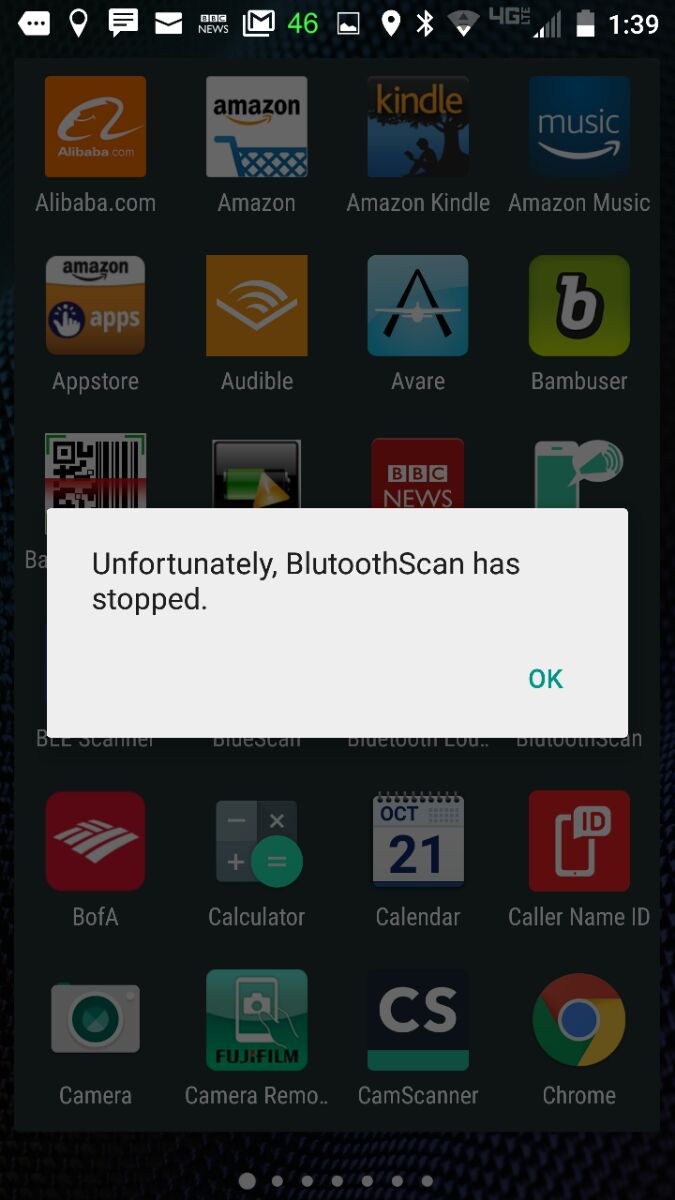 BBC
NEWS
46
4G LTE
1:39
Alibaba.com
amazon
kindle
music
Alibaba.com
Amazon
Amazon Kindle
Amazon Music
amazon
apps
b
Appstore
Audible
Avare
Bambuser
BBC
NEWS
Ba
Unfortunately, BlutoothScan has
stopped.
OK
BLE Scanner
BlueScan
Bluetooth Lou..
BlutoothScan
OCT
21
ID
BofA
Calculator
Calendar
Caller Name ID
FUJIFILM
CS
Camera
Camera Remo..
CamScanner
Chrome